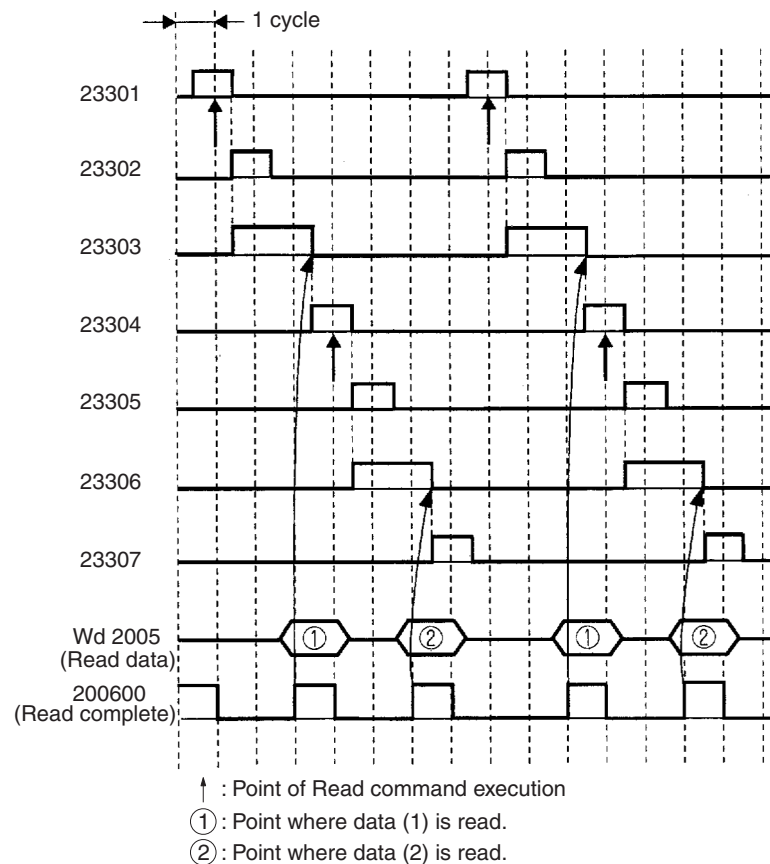 1 cycle
23301
23302
23303
23304
23305
23306
23307
Wd 2005
(Read data)
① ② ① ②
200600
(Read complete)
↑ : Point of Read command execution
① : Point where data (1) is read.
② : Point where data (2) is read.